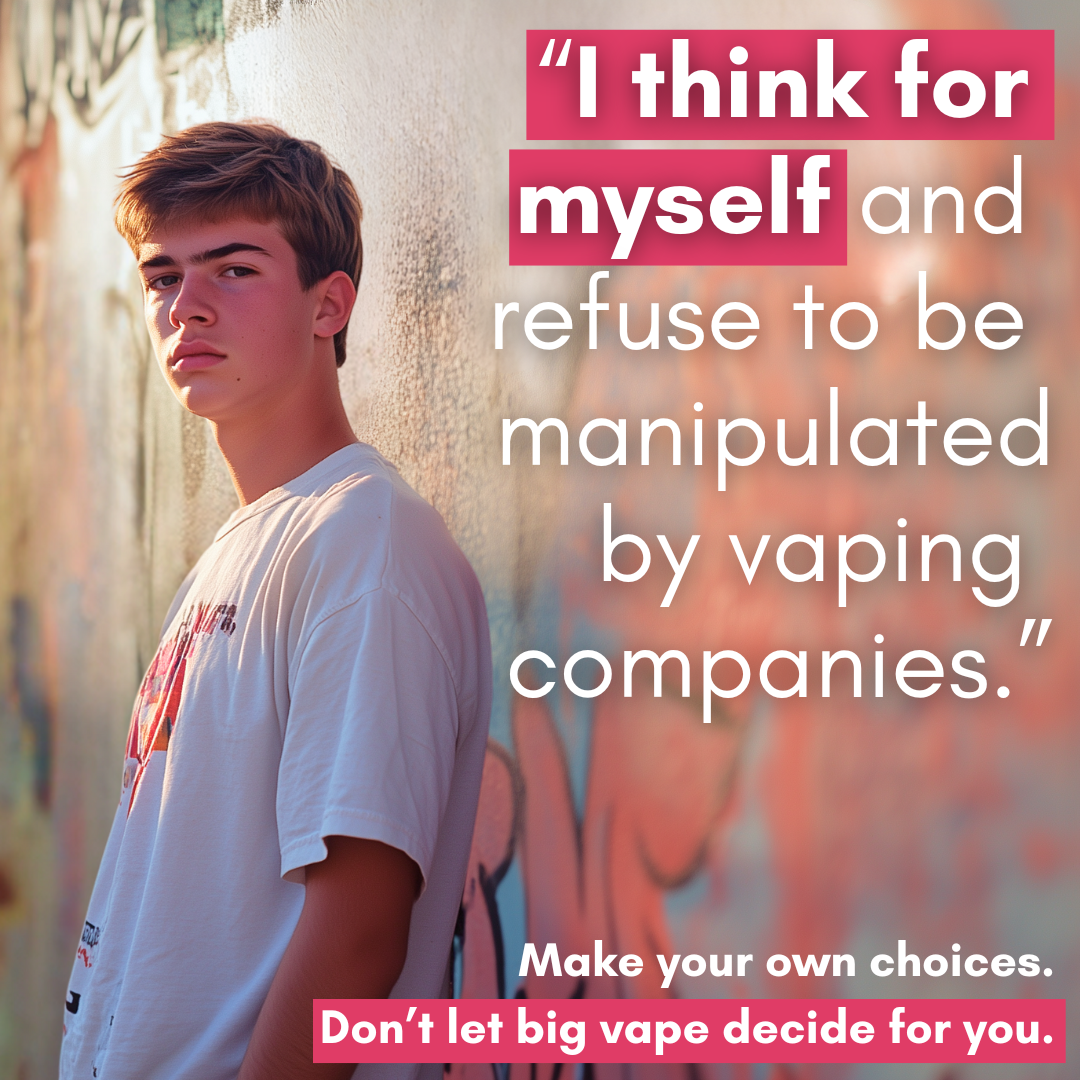 “I think for
myself and
refuse to be
manipulated
by vaping
companies.”
Make your own choices.
Don’t let big vape decide for you.